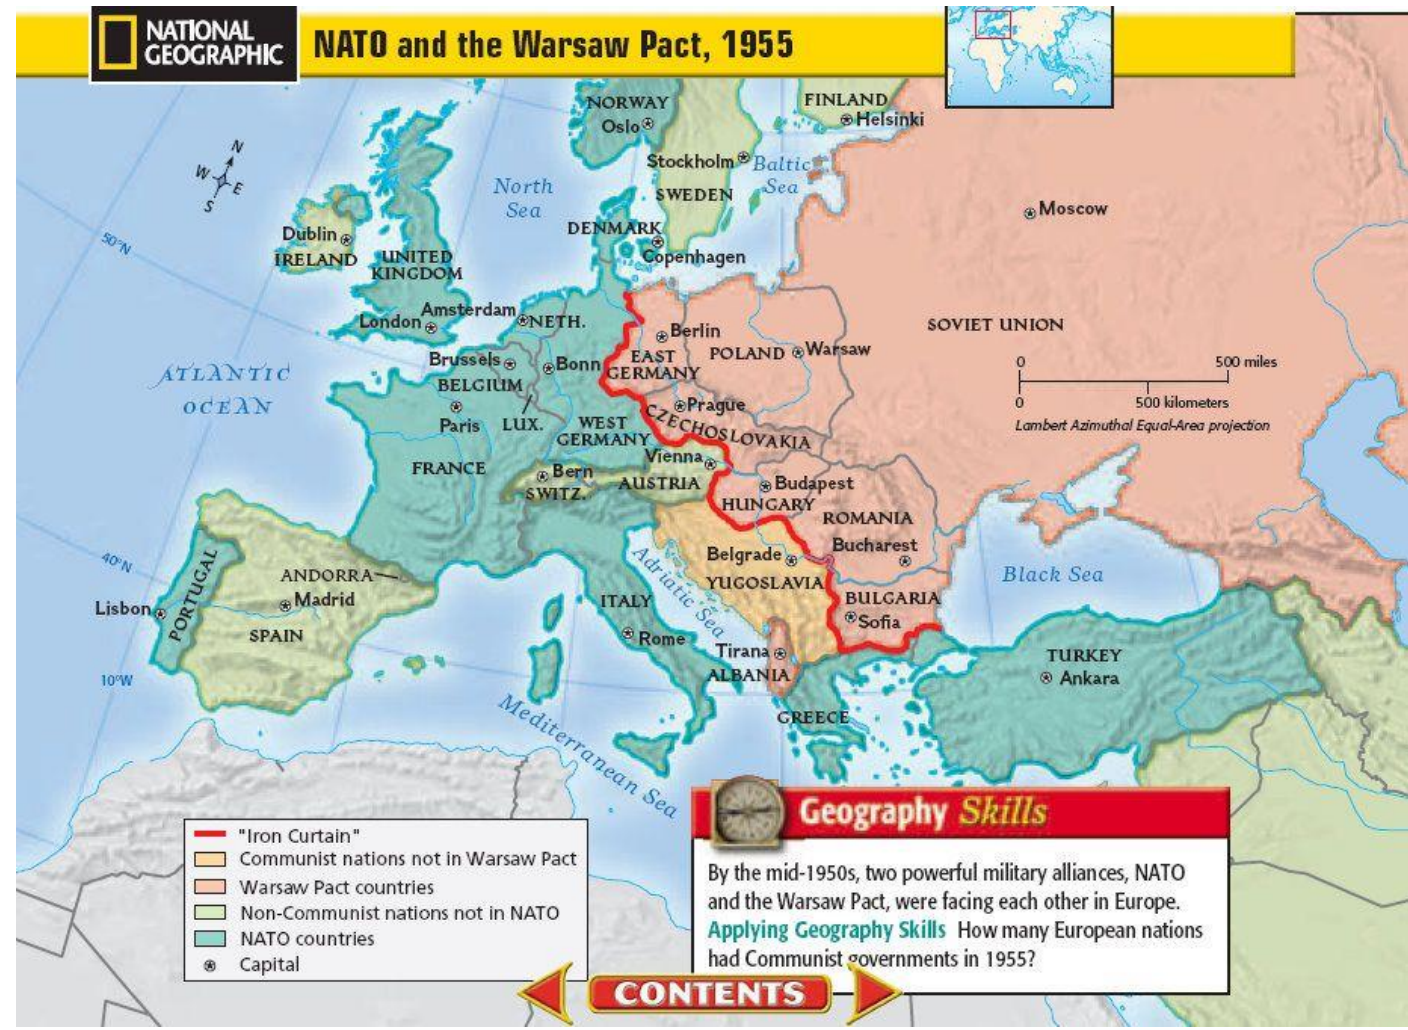 NATIONAL
GEOGRAPHIC
NATO and the Warsaw Pact, 1955
NORWAY
Oslo
FINLAND
Helsinki
Stockholm
SWEDEN
Baltic
Sea
North
Sea
N
W
E
S
Moscow
DENMARK
Copenhagen
Dublin
IRELAND
UNITED
KINGDOM
50°N
Amsterdam
London
NETH.
Berlin
EAST
GERMANY
POLAND
Warsaw
SOVIET UNION
Brussels
BELGIUM
Bonn
0
500 miles
0
500 kilometers
Lambert Azimuthal Equal-Area projection
ATLANTIC
OCEAN
Paris
LUX.
Prague
CZECHOSLOVAKIA
WEST
GERMANY
Vienna
FRANCE
Bern
SWITZ.
AUSTRIA
Budapest
HUNGARY
ROMANIA
Bucharest
Belgrade
YUGOSLAVIA
Adriatic Sea
Black Sea
40°N
ANDORRA
Lisbon
PORTUGAL
Madrid
SPAIN
ITALY
Rome
BULGARIA
Sofia
Tirana
ALBANIA
TURKEY
Ankara
10°W
GREECE
Mediterranean Sea
"Iron Curtain"
Communist nations not in Warsaw Pact
Warsaw Pact countries
Non-Communist nations not in NATO
NATO countries
Capital
Geography Skills
By the mid-1950s, two powerful military alliances, NATO
and the Warsaw Pact, were facing each other in Europe.
Applying Geography Skills How many European nations
had Communist governments in 1955?
CONTENTS